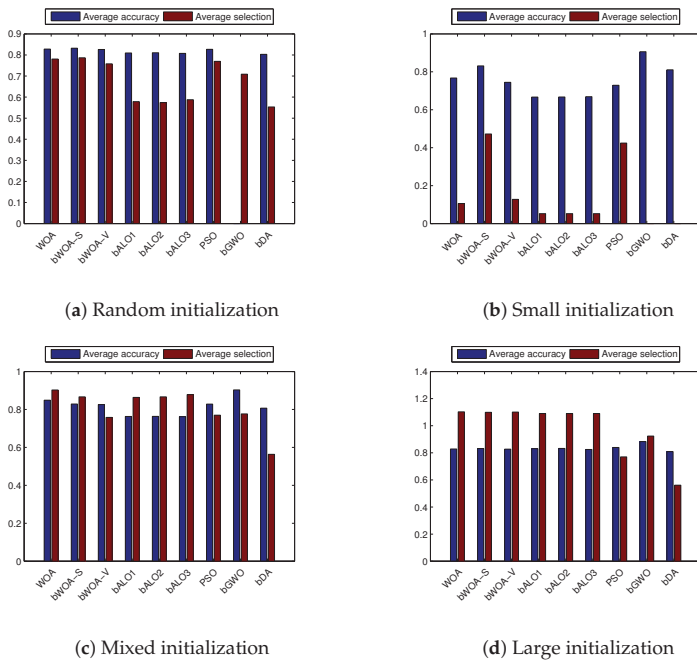 Average accuracy Average selection
0.9
0.8
0.7
0.6
0.5
0.4
0.3
0.2
0.1
0
WOA bWOA-S bWOA-V bALO1 bALO2 bALO3 PSO bGWO bDA
(a) Random initialization
Average accuracy Average selection
1
0.8
0.6
0.4
0.2
0
WOA bWOA-S bWOA-V bALO1 bALO2 bALO3 PSO bGWO bDA
(b) Small initialization
Average accuracy Average selection
1
0.8
0.6
0.4
0.2
0
WOA bWOA-S bWOA-V bALO1 bALO2 bALO3 PSO bGWO bDA
(c) Mixed initialization
Average accuracy Average selection
1.4
1.2
1
0.8
0.6
0.4
0.2
0
WOA bWOA-S bWOA-V bALO1 bALO2 bALO3 PSO bGWO bDA
(d) Large initialization